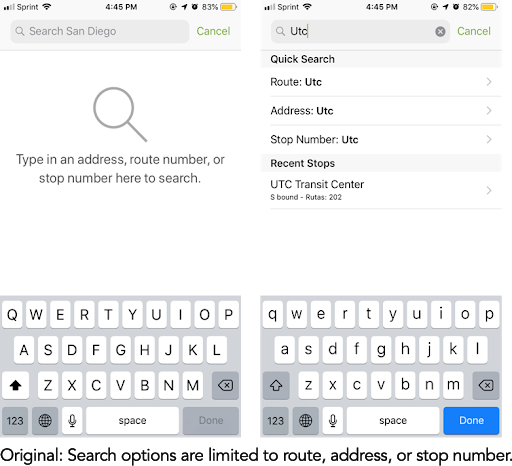 Sprint 4:45 PM 83%
Search San Diego Cancel
Type in an address, route number, or
stop number here to search.
Q W E R T Y U I O P
A S D F G H J K L
Z X C V B N M
123 space Done
Sprint 4:45 PM 82%
Utc Cancel
Quick Search
Route: Utc
Address: Utc
Stop Number: Utc
Recent Stops
UTC Transit Center
S bound - Rutas: 202
q w e r t y u i o p
a s d f g h j k l
z x c v b n m
123 space Done
Original: Search options are limited to route, address, or stop number.